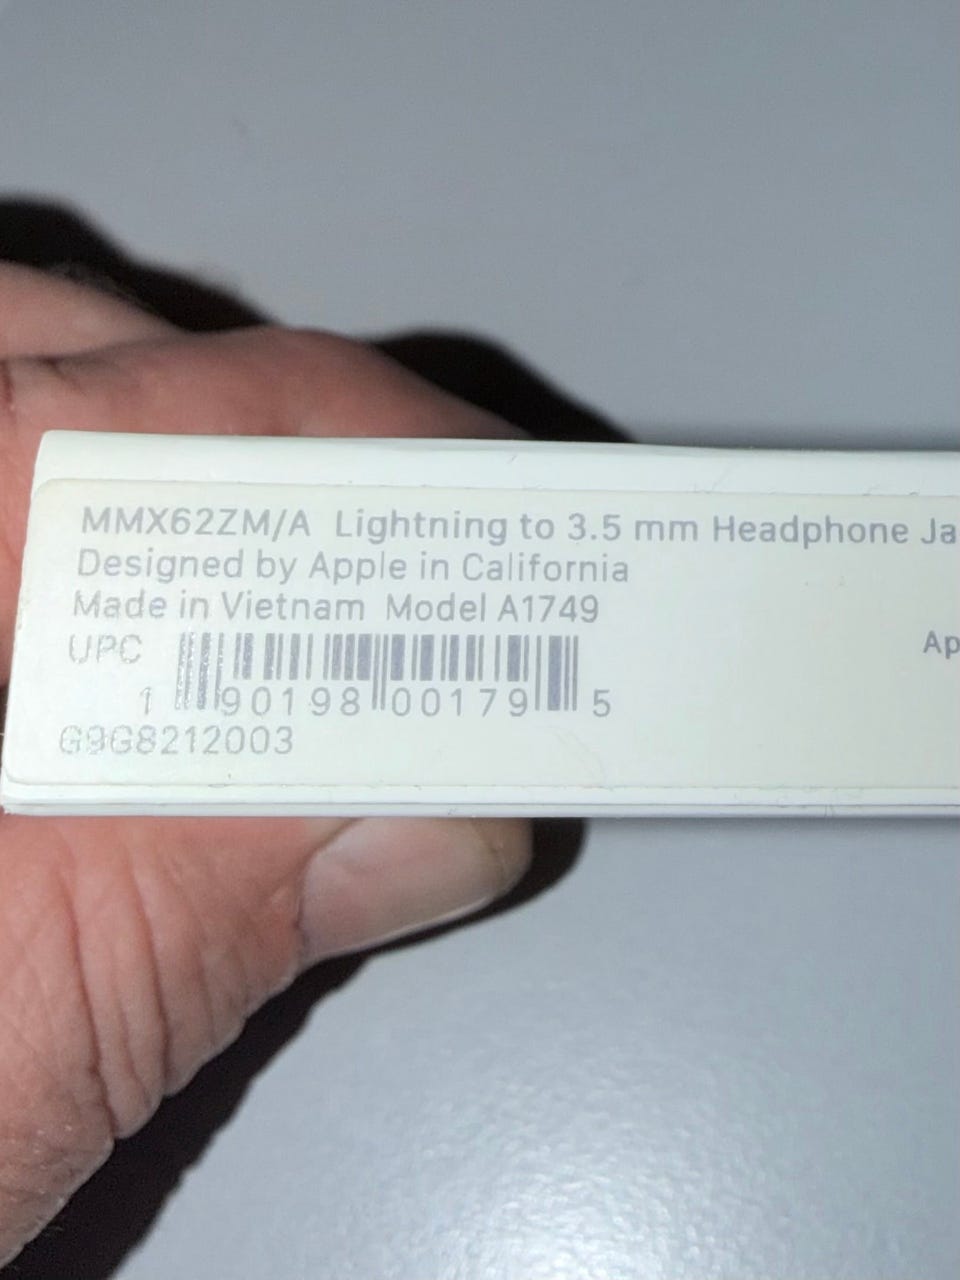 MMX62ZM/A Lightning to 3.5 mm Headphone Ja
Designed by Apple in California
Made in Vietnam Model A1749
Ap
UPC
1 90198 00179 5
G9G8212003